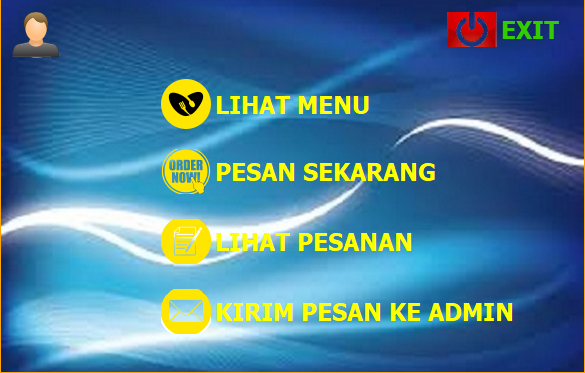 EXIT
LIHAT MENU
ORDER
NOW!
PESAN SEKARANG
LIHAT PESANAN
KIRIM PESAN KE ADMIN